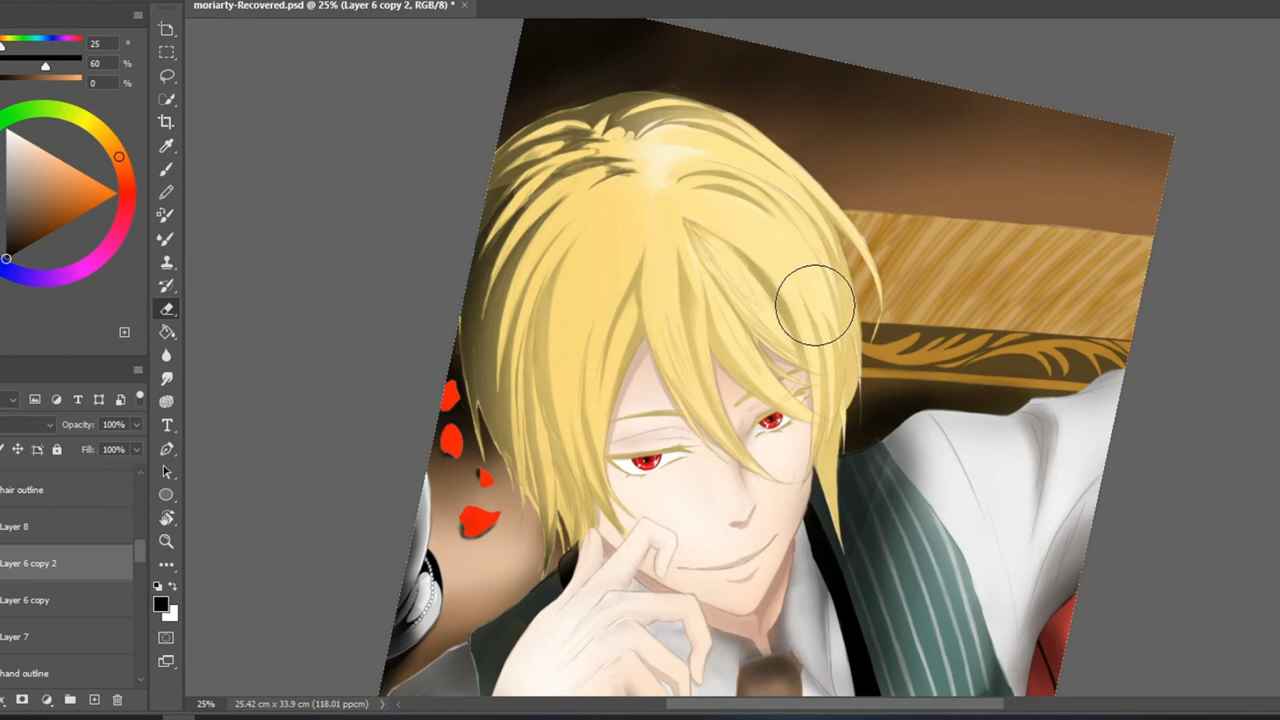 moriarty-Recovered.psd @ 25% (Layer 6 copy 2, RGB/8) *
25 °
60 %
0 %
Opacity: 100%
Fill: 100%
hair outline
Layer 8
Layer 6 copy 2
Layer 6 copy
Layer 7
hand outline
25% 25.42 cm x 33.9 cm (118.01 ppcm)